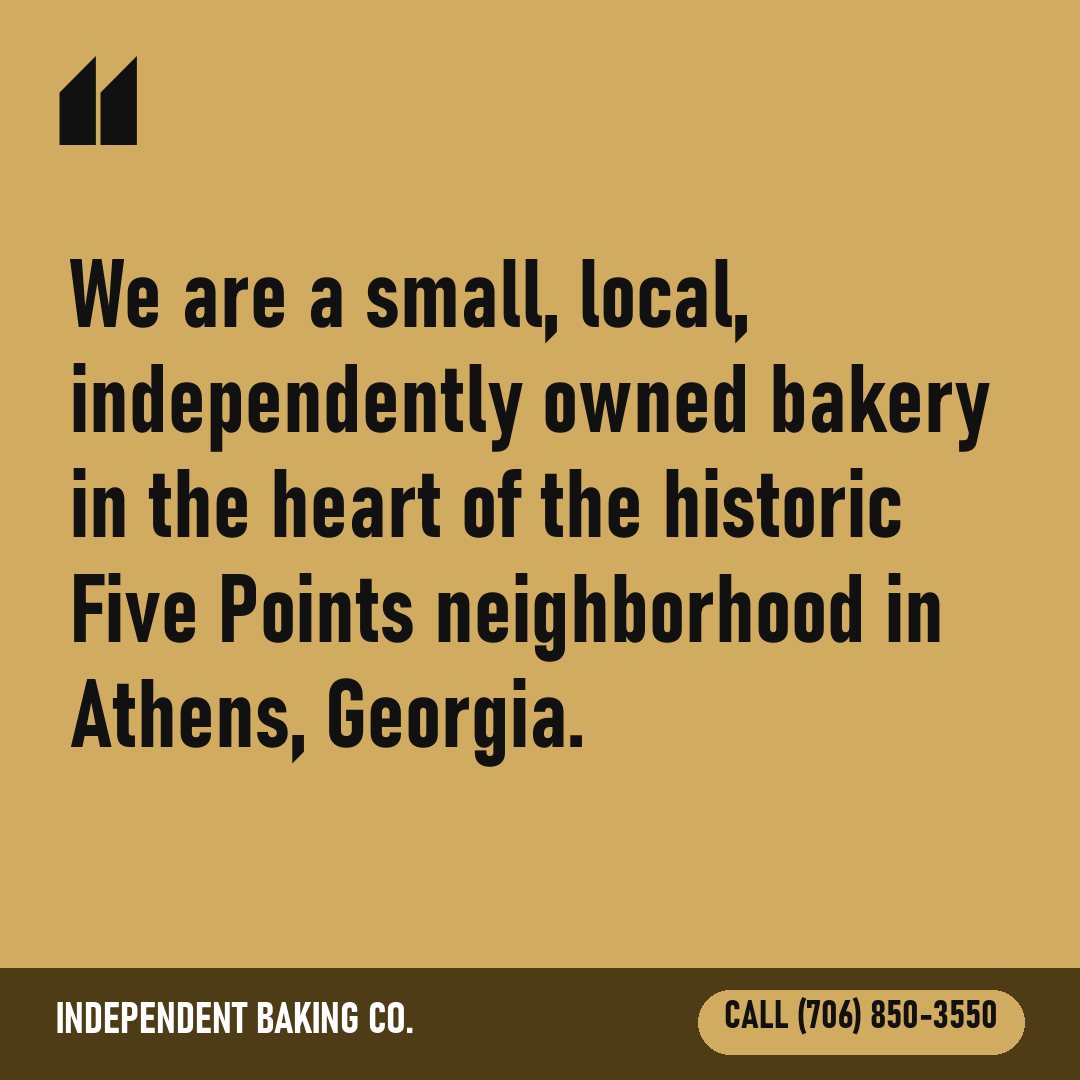 “
We are a small, local,
independently owned bakery
in the heart of the historic
Five Points neighborhood in
Athens, Georgia.
INDEPENDENT BAKING CO.
CALL (706) 850-3550